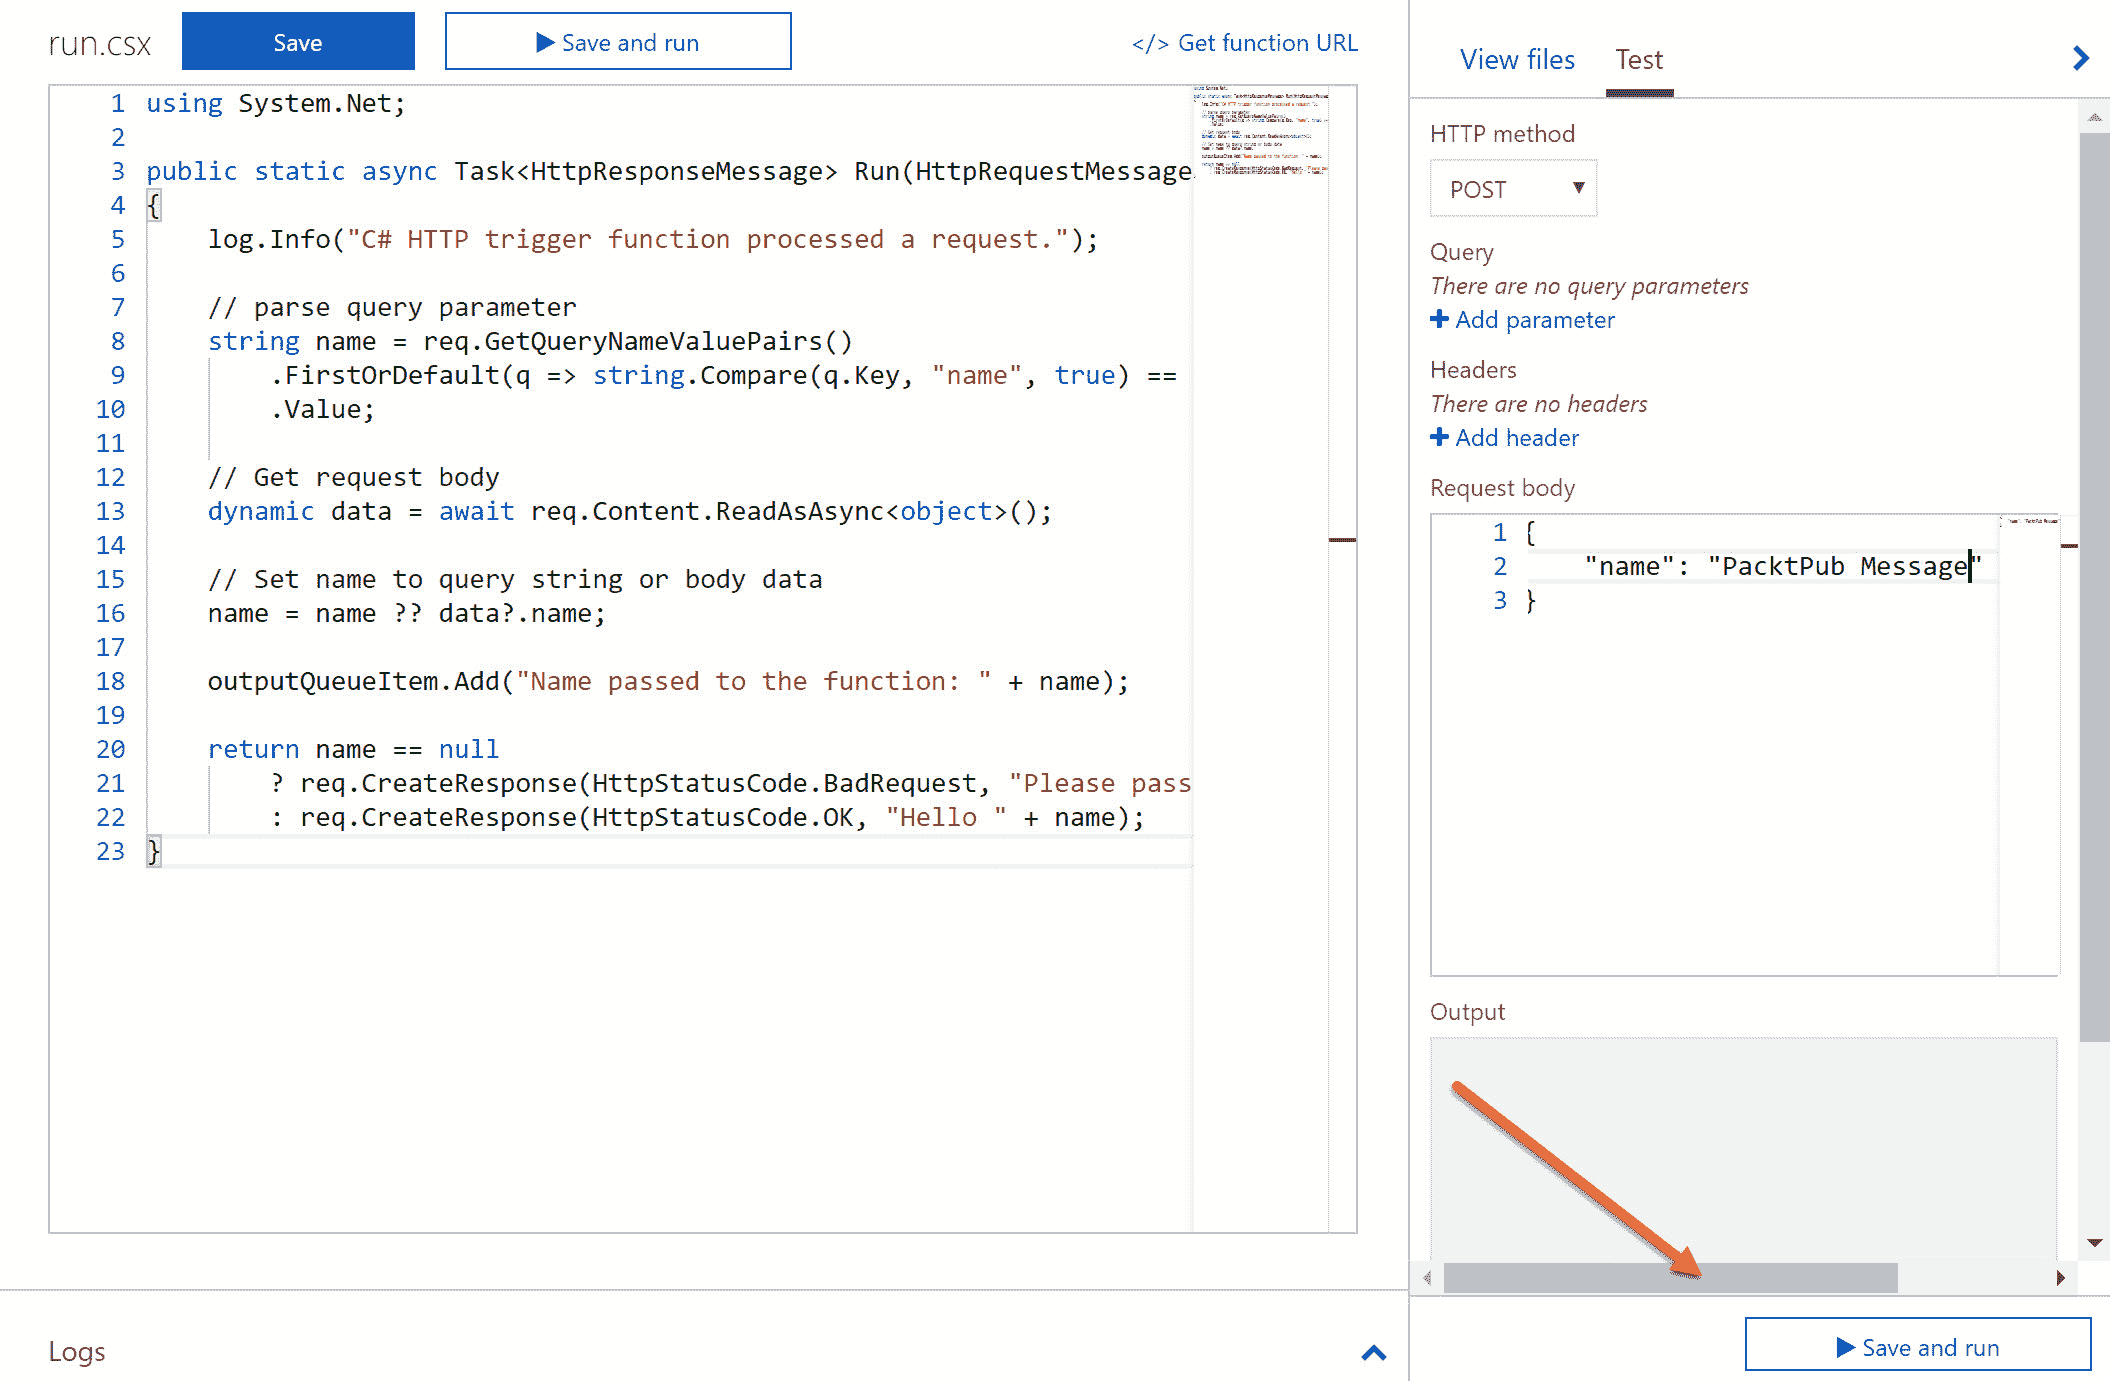 run.csx
Save
Save and run
</> Get function URL
1 using System.Net;
2
3 public static async Task<HttpResponseMessage> Run(HttpRequestMessage
4 {
5     log.Info("C# HTTP trigger function processed a request.");
6
7     // parse query parameter
8     string name = req.GetQueryNameValuePairs()
9         .FirstOrDefault(q => string.Compare(q.Key, "name", true) ==
10         .Value;
11
12     // Get request body
13     dynamic data = await req.Content.ReadAsAsync<object>();
14
15     // Set name to query string or body data
16     name = name ?? data?.name;
17
18     outputQueueItem.Add("Name passed to the function: " + name);
19
20     return name == null
21         ? req.CreateResponse(HttpStatusCode.BadRequest, "Please pass
22         : req.CreateResponse(HttpStatusCode.OK, "Hello " + name);
23 }
Logs
View files
Test
HTTP method
POST
Query
There are no query parameters
Add parameter
Headers
There are no headers
Add header
Request body
1 {
2     "name": "PacktPub Message"
3 }
Output
Save and run